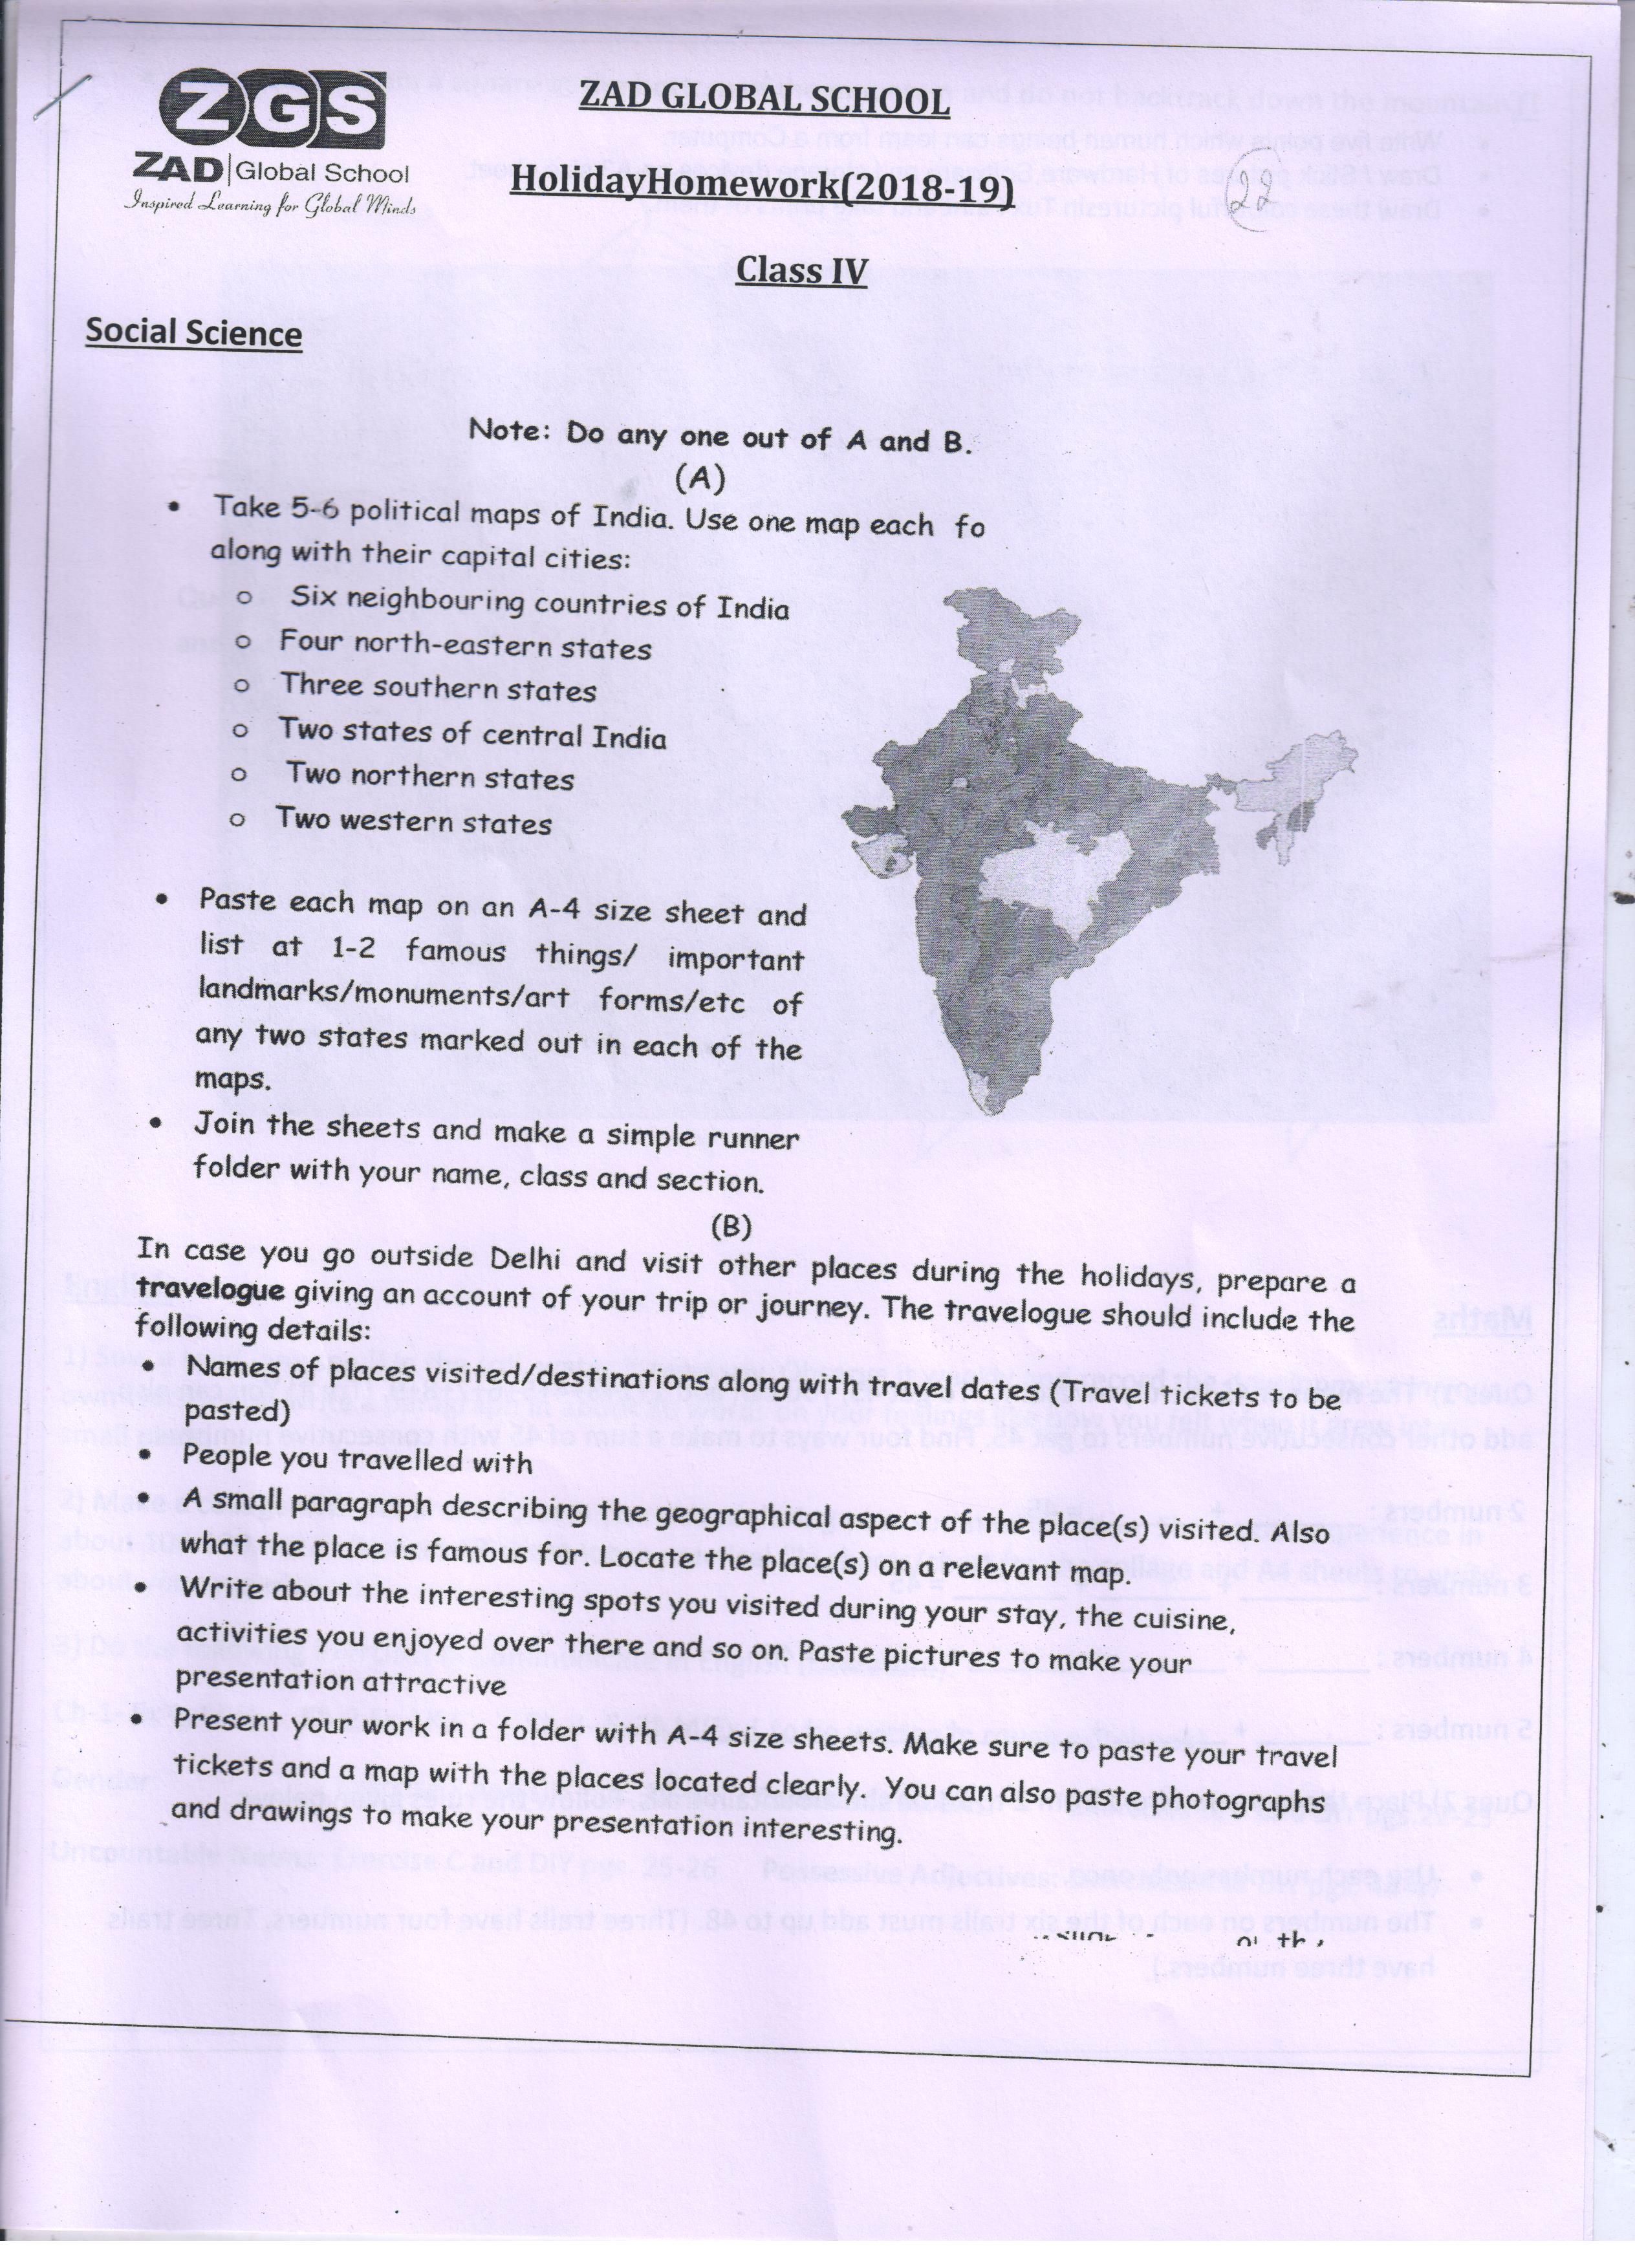 ZGS
ZAD GLOBAL SCHOOL
ZAD|Global School
Inspired Learning for Global Minds
HolidayHomework(2018-19)
22
Class IV
Social Science
Note: Do any one out of A and B.
(A)
• Take 5-6 political maps of India. Use one map each fo
along with their capital cities:
o Six neighbouring countries of India
o Four north-eastern states
o Three southern states
o Two states of central India
o Two northern states
o Two western states
• Paste each map on an A-4 size sheet and
list at 1-2 famous things/ important
landmarks/monuments/art forms/etc of
any two states marked out in each of the
maps.
• Join the sheets and make a simple runner
folder with your name, class and section.
(B)
In case you go outside Delhi and visit other places during the holidays, prepare a
travelogue giving an account of your trip or journey. The travelogue should include the
following details:
• Names of places visited/destinations along with travel dates (Travel tickets to be
pasted)
• People you travelled with
• A small paragraph describing the geographical aspect of the place(s) visited. Also
what the place is famous for. Locate the place(s) on a relevant map.
• Write about the interesting spots you visited during your stay, the cuisine,
activities you enjoyed over there and so on. Paste pictures to make your
presentation attractive
• Present your work in a folder with A-4 size sheets. Make sure to paste your travel
tickets and a map with the places located clearly. You can also paste photographs
and drawings to make your presentation interesting.